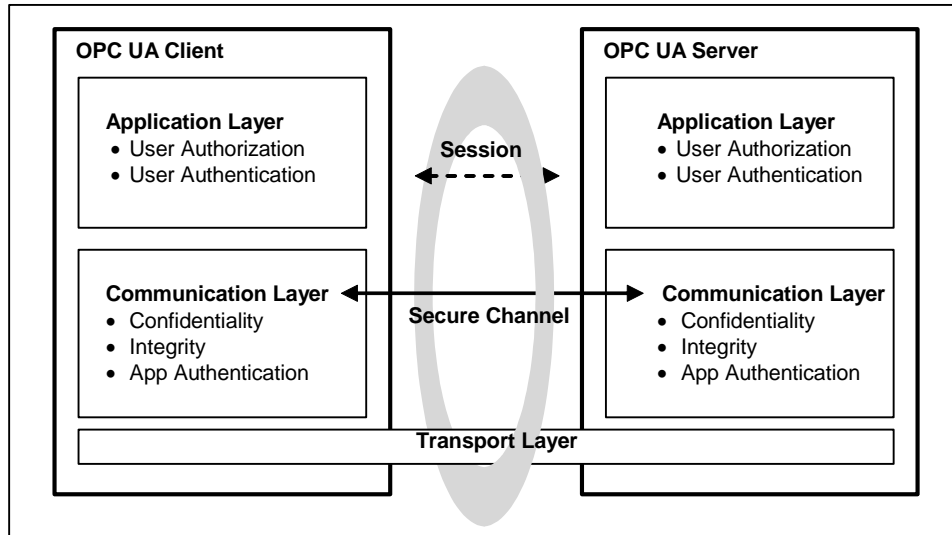 OPC UA Client
Application Layer
• User Authorization
• User Authentication
Communication Layer
• Confidentiality
• Integrity
• App Authentication
Session
Secure Channel
Transport Layer
OPC UA Server
Application Layer
• User Authorization
• User Authentication
Communication Layer
• Confidentiality
• Integrity
• App Authentication